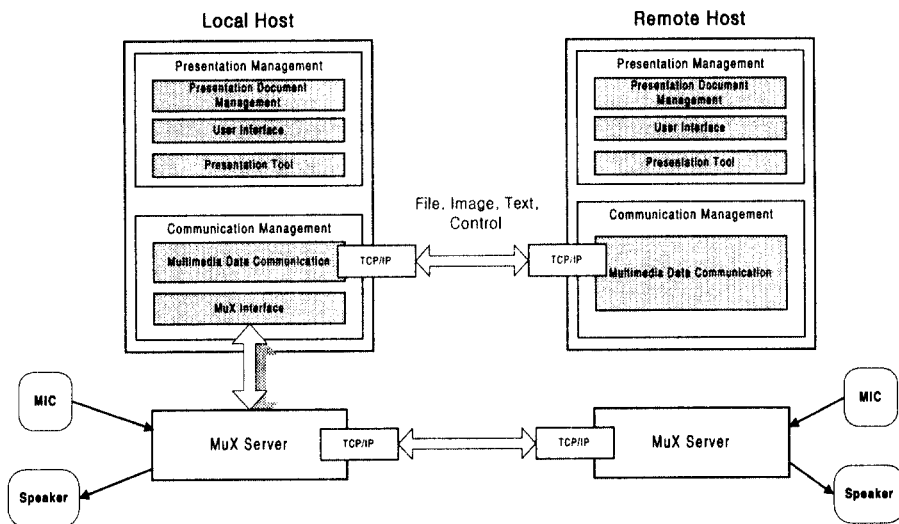 Local Host
Remote Host
Presentation Management
Presentation Document
Management
User Interface
Presentation Tool
Presentation Management
Presentation Document
Management
User Interface
Presentation Tool
File, Image, Text,
Control
Communication Management
Multimedia Data Communication
TCP/IP
MuX Interface
Communication Management
TCP/IP
Multimedia Data Communication
MIC
MuX Server
TCP/IP
Speaker
TCP/IP
MuX Server
MIC
Speaker